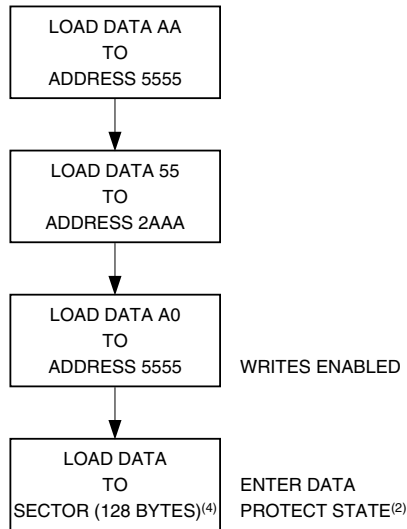 LOAD DATA AA
TO
ADDRESS 5555
LOAD DATA 55
TO
ADDRESS 2AAA
LOAD DATA A0
TO
ADDRESS 5555
WRITES ENABLED
LOAD DATA
TO
SECTOR (128 BYTES)(4)
ENTER DATA
PROTECT STATE(2)